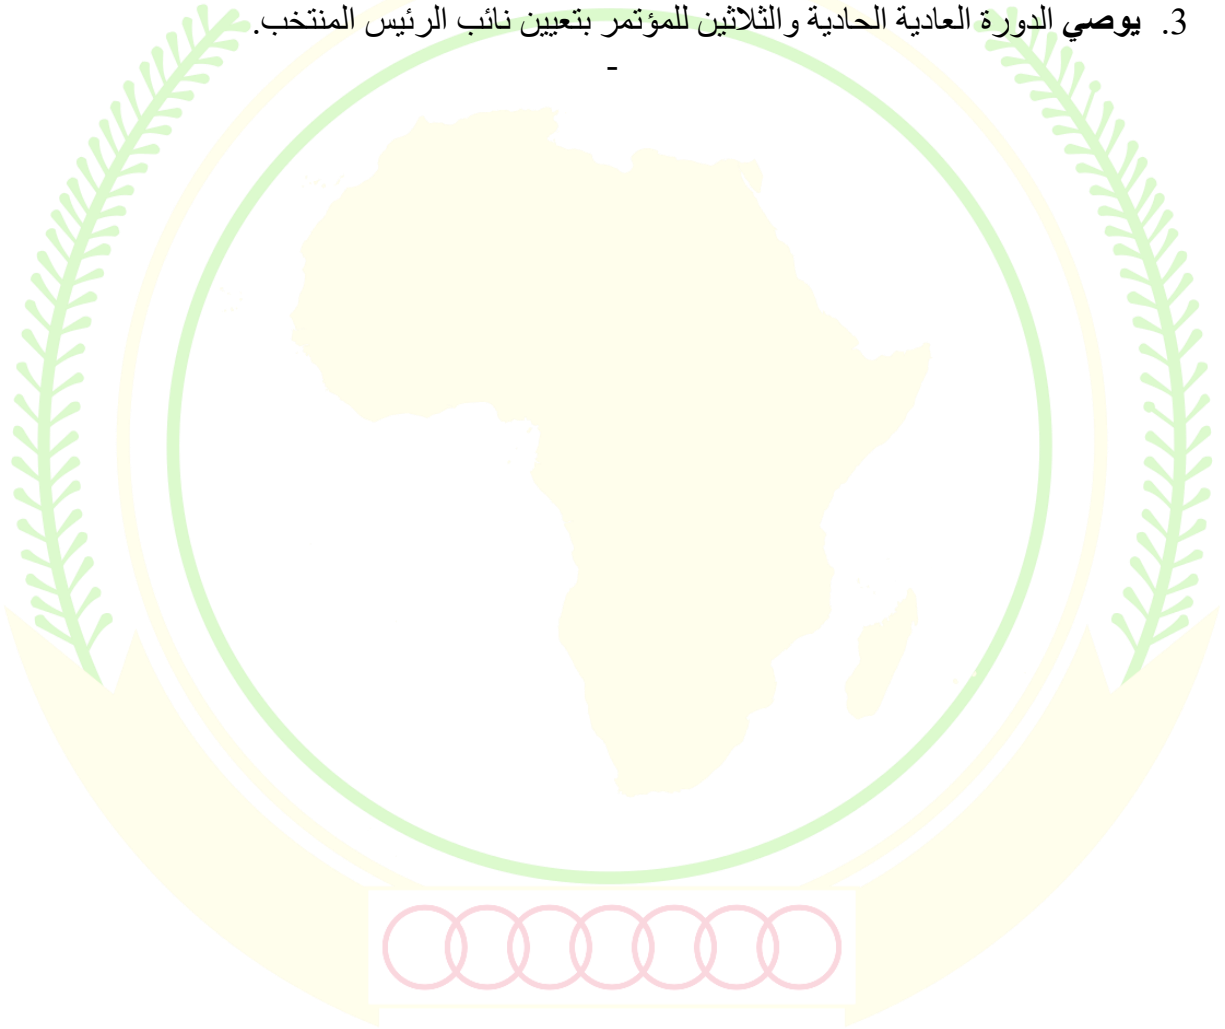 3. يوصي الدورة العادية الحادية والثلاثين للمؤتمر بتعيين نائب الرئيس المنتخب.
-